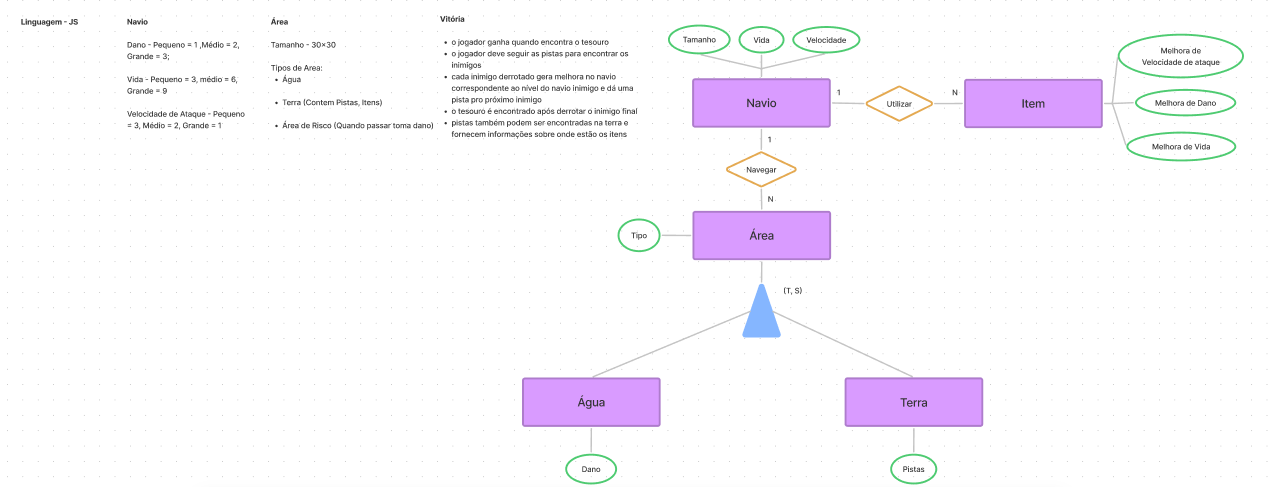 Linguagem - JS
Navio
Dano - Pequeno = 1 ,Médio = 2,
Grande = 3;
Vida - Pequeno = 3, médio = 6,
Grande = 9
Velocidade de Ataque - Pequeno
= 3, Médio = 2, Grande = 1
Área
Tamanho - 30x30
Tipos de Area:
• Água
• Terra (Contem Pistas, Itens)
• Área de Risco (Quando passar toma dano)
Vitória
• o jogador ganha quando encontra o tesouro
• o jogador deve seguir as pistas para encontrar os
inimigos
• cada inimigo derrotado gera melhora no navio
correspondente ao nível do navio inimigo e dá uma
pista pro próximo inimigo
• o tesouro é encontrado após derrotar o inimigo final
• pistas também podem ser encontradas na terra e
fornecem informações sobre onde estão os itens
Tamanho
Vida
Velocidade
Navio
1
Utilizar
N
Item
Melhora de
Velocidade de ataque
Melhora de Dano
Melhora de Vida
1
Navegar
N
Tipo
Área
(T, S)
Água
Terra
Dano
Pistas